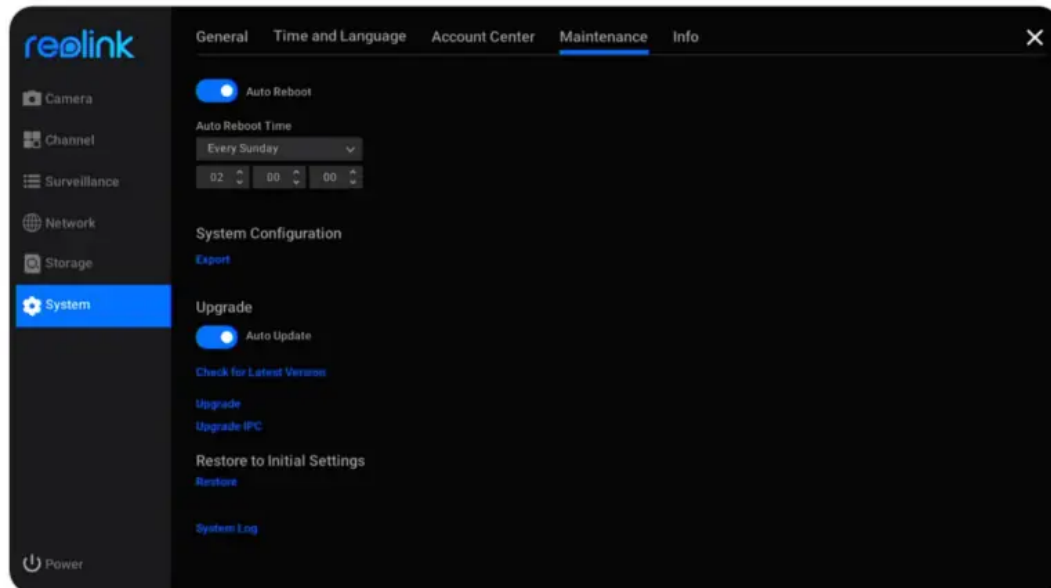 reolink
General Time and Language Account Center Maintenance Info
Camera
Channel
Surveillance
Network
Storage
System
Power
Auto Reboot
Auto Reboot Time
Every Sunday
02 00 00
System Configuration
Export
Upgrade
Auto Update
Check for Latest Version
Upgrade
Upgrade IPC
Restore to Initial Settings
Restore
System Log